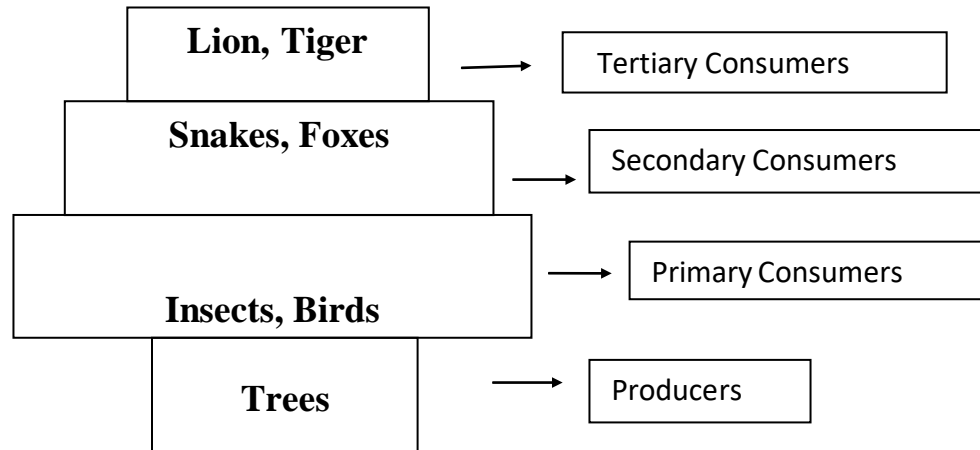 Lion, Tiger
Tertiary Consumers
Snakes, Foxes
Secondary Consumers
Insects, Birds
Primary Consumers
Trees
Producers